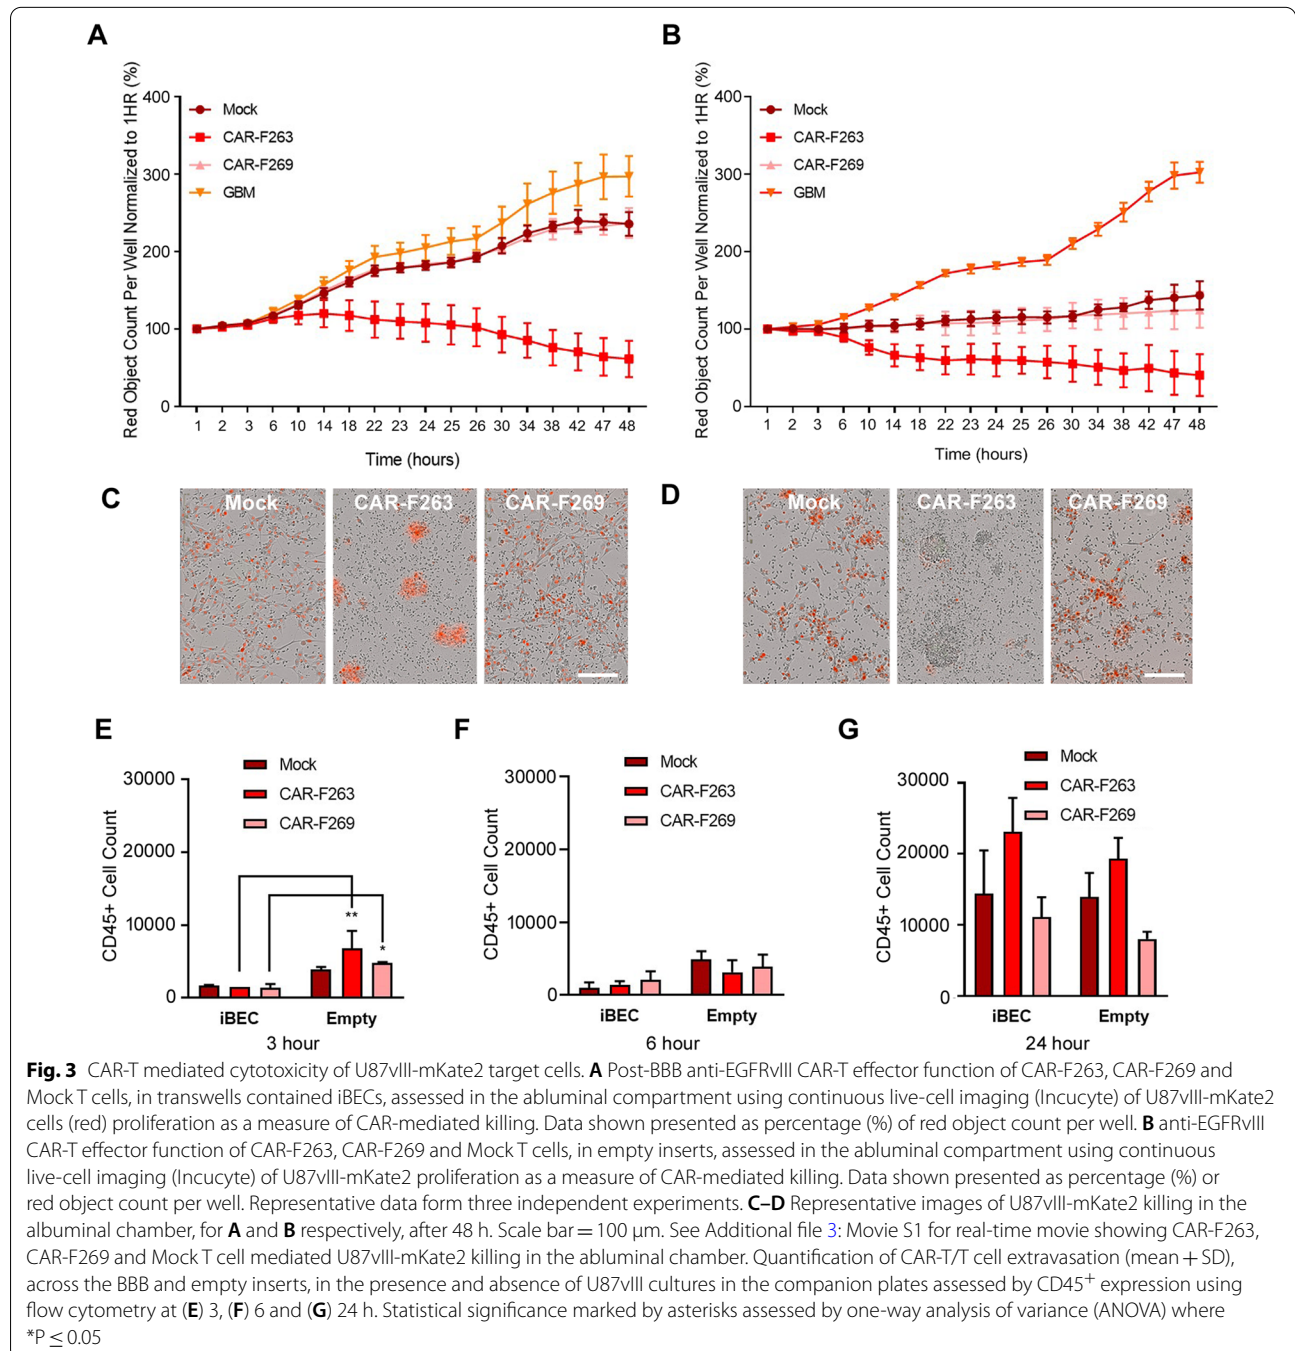 A
Red Object Count Per Well Normalized to 1HR (%)
400
300
200
100
0
Mock
CAR-F263
CAR-F269
GBM
1 2 3 6 10 14 18 22 23 24 25 26 30 34 38 42 47 48
Time (hours)
B
Red Object Count Per Well Normalized to 1HR (%)
400
300
200
100
0
Mock
CAR-F263
CAR-F269
GBM
1 2 3 6 10 14 18 22 23 24 25 26 30 34 38 42 47 48
Time (hours)
C
Mock CAR-F263 CAR-F269
D
Mock CAR-F263 CAR-F269
E
CD45+ Cell Count
30000
20000
10000
0
Mock
CAR-F263
CAR-F269
**
*
iBEC Empty
3 hour
F
CD45+ Cell Count
30000
20000
10000
0
Mock
CAR-F263
CAR-F269
iBEC Empty
6 hour
G
CD45+ Cell Count
30000
20000
10000
0
Mock
CAR-F263
CAR-F269
iBEC Empty
24 hour
Fig. 3 CAR-T mediated cytotoxicity of U87vIII-mKate2 target cells. A Post-BBB anti-EGFRvIII CAR-T effector function of CAR-F263, CAR-F269 and
Mock T cells, in transwells contained iBECs, assessed in the abluminal compartment using continuous live-cell imaging (Incucyte) of U87vIII-mKate2
cells (red) proliferation as a measure of CAR-mediated killing. Data shown presented as percentage (%) of red object count per well. B anti-EGFRvIII
CAR-T effector function of CAR-F263, CAR-F269 and Mock T cells, in empty inserts, assessed in the abluminal compartment using continuous
live-cell imaging (Incucyte) of U87vIII-mKate2 proliferation as a measure of CAR-mediated killing. Data shown presented as percentage (%) or
red object count per well. Representative data form three independent experiments. C–D Representative images of U87vIII-mKate2 killing in the
albuminal chamber, for A and B respectively, after 48 h. Scale bar = 100 μm. See Additional file 3: Movie S1 for real-time movie showing CAR-F263,
CAR-F269 and Mock T cell mediated U87vIII-mKate2 killing in the abluminal chamber. Quantification of CAR-T/T cell extravasation (mean + SD),
across the BBB and empty inserts, in the presence and absence of U87vIII cultures in the companion plates assessed by CD45+ expression using
flow cytometry at (E) 3, (F) 6 and (G) 24 h. Statistical significance marked by asterisks assessed by one-way analysis of variance (ANOVA) where
*P ≤ 0.05